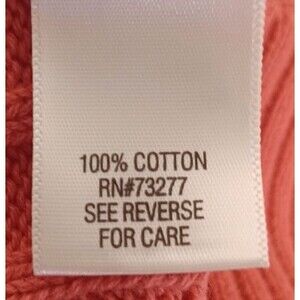 100% COTTON
RN#73277
SEE REVERSE
FOR CARE